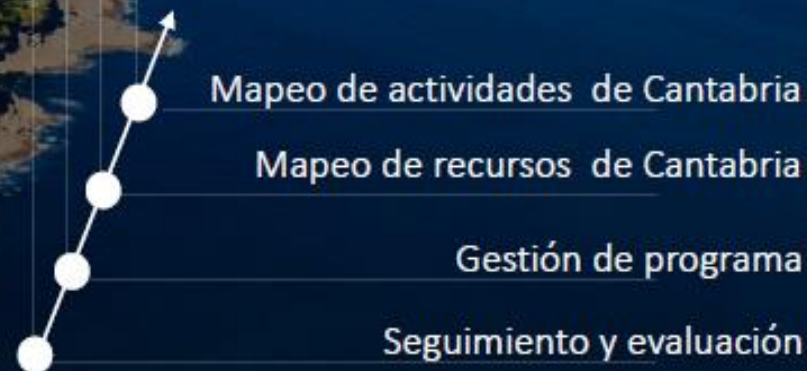 Mapeo de actividades de Cantabria
Mapeo de recursos de Cantabria
Gestión de programa
Seguimiento y evaluación